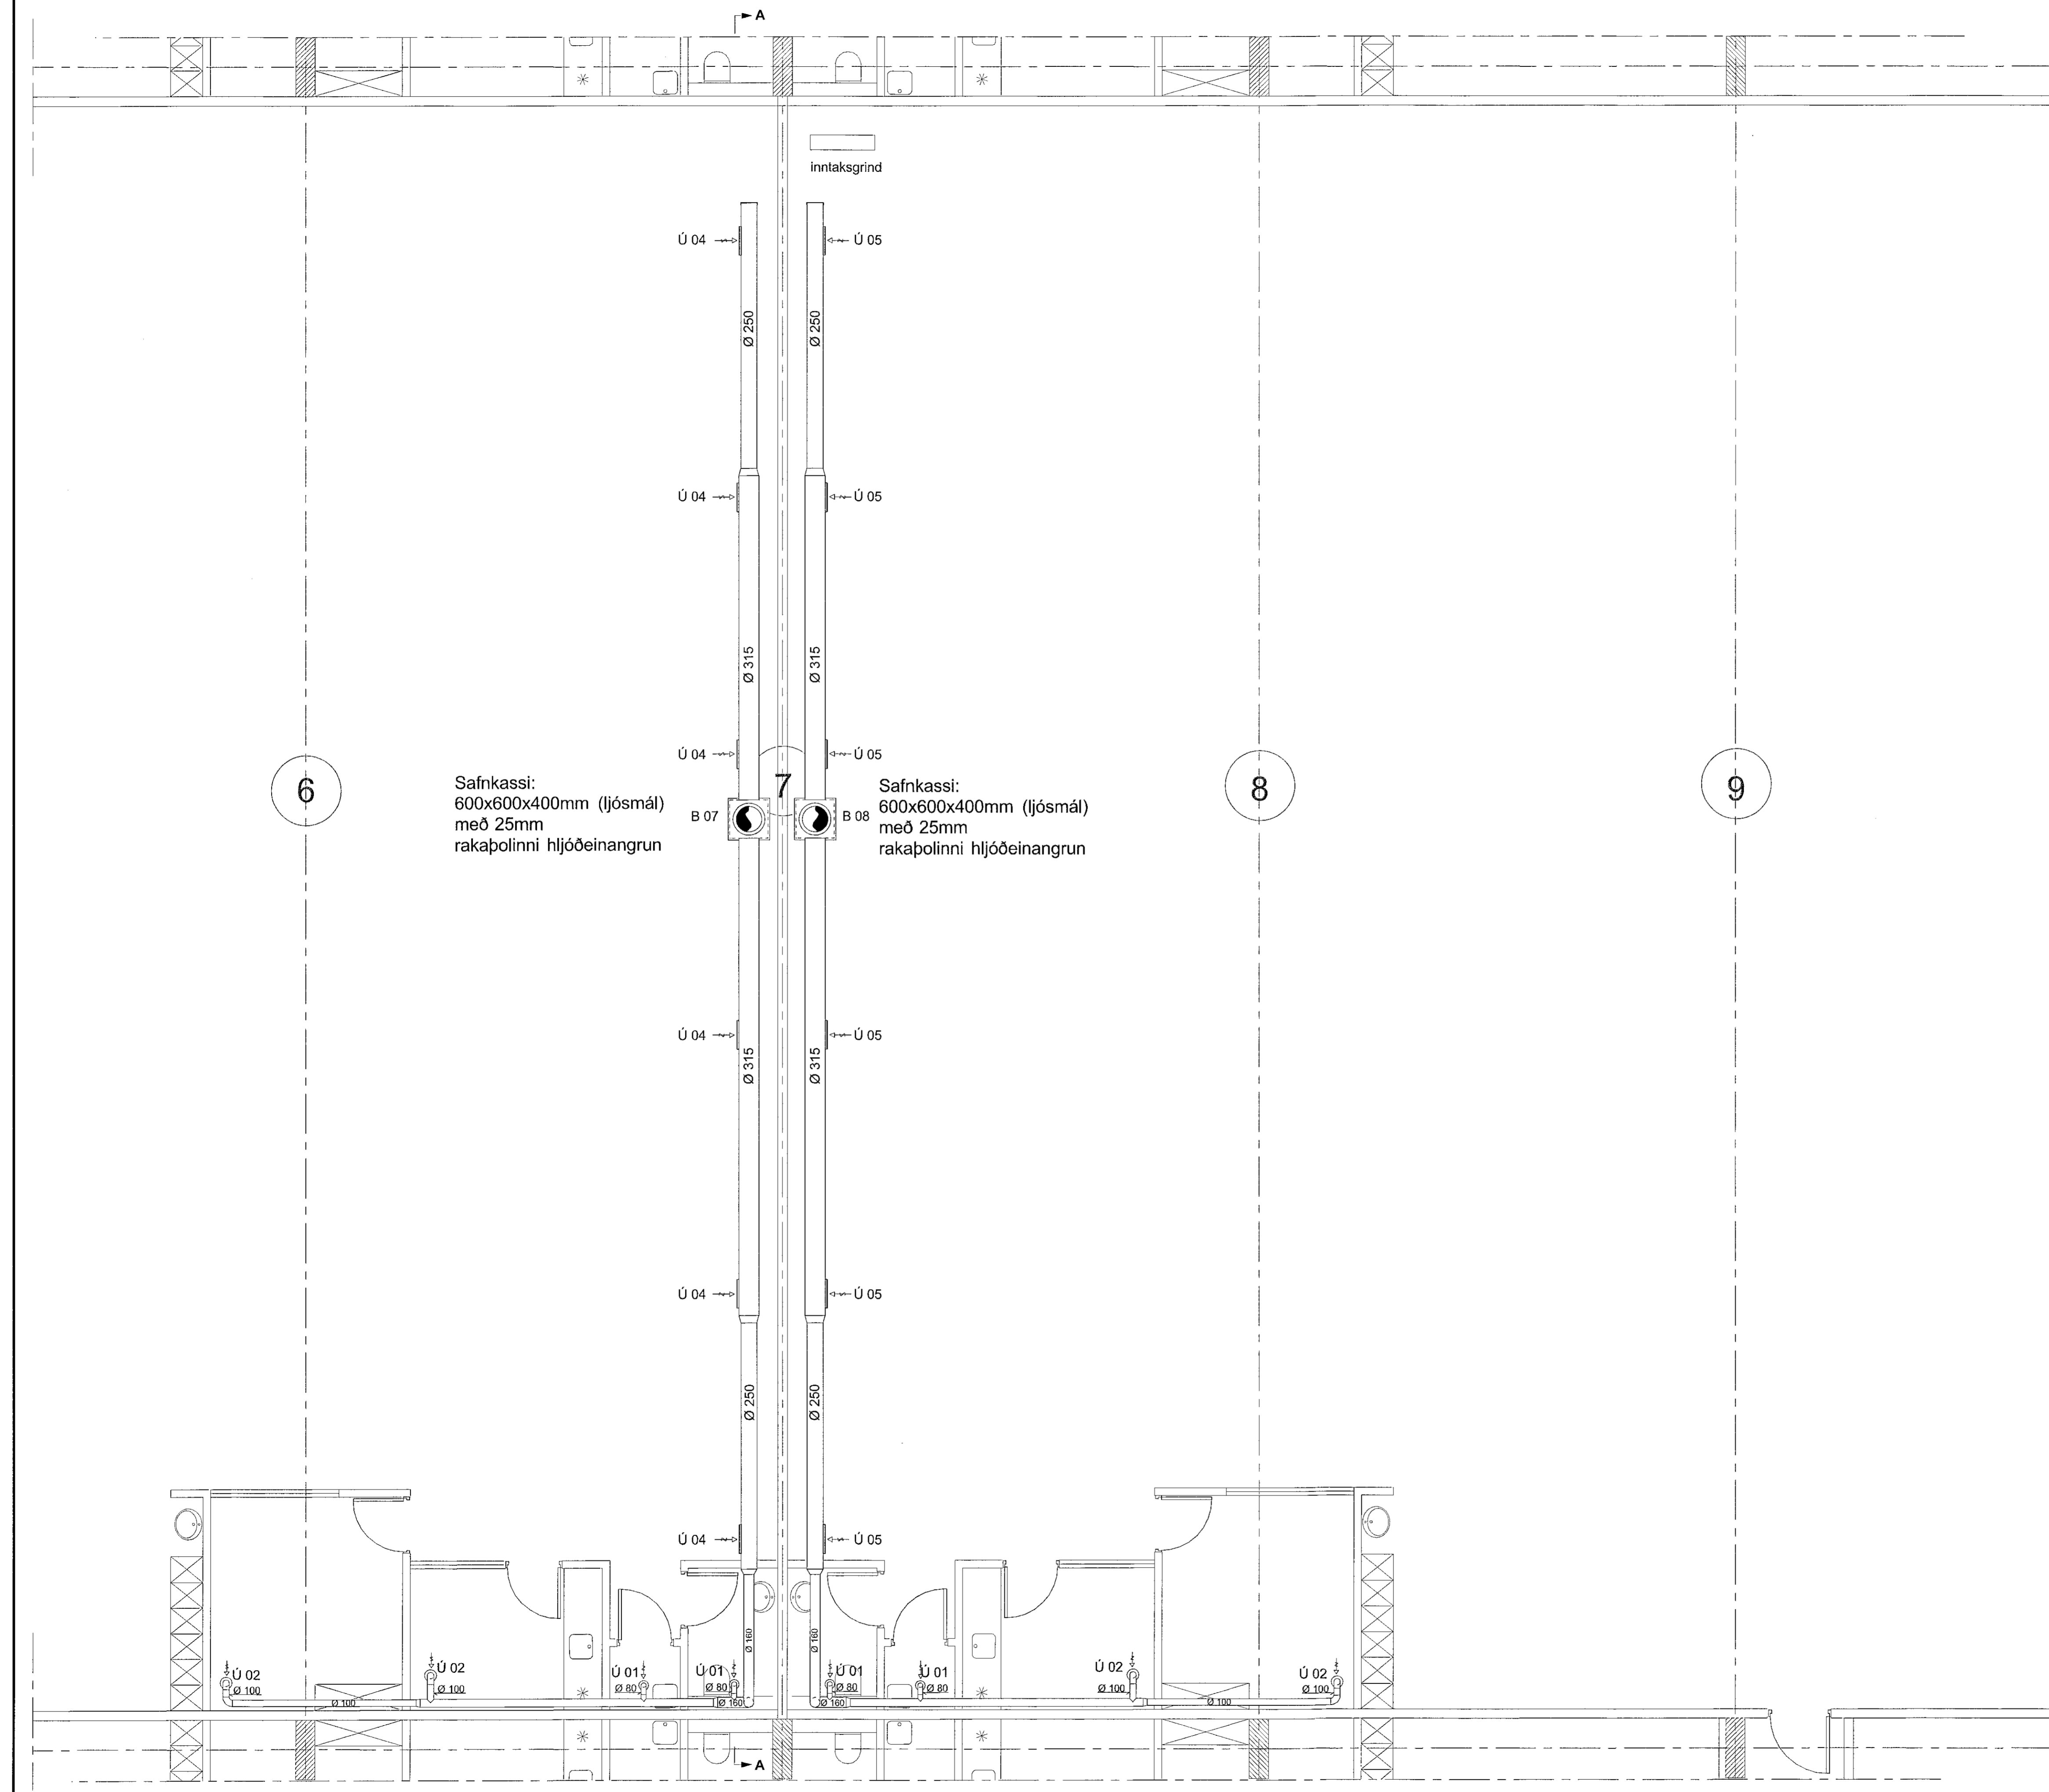 A
inntaksgrind
Ú 04
Ú 05
Ø 250
Ø 250
Ú 04
Ú 05
Ø 315
Ø 315
Ú 04
Ú 05
6
7
8
9
Safnkassi:
600x600x400mm (ljósmál)
með 25mm
rakaþolinni hljóðeinangrun
B 07
B 08
Safnkassi:
600x600x400mm (ljósmál)
með 25mm
rakaþolinni hljóðeinangrun
Ú 04
Ú 05
Ø 315
Ø 315
Ú 04
Ú 05
Ø 250
Ø 250
Ú 04
Ú 05
Ø 160
Ø 160
Ú 02
Ø 100
Ø 100
Ú 02
Ø 100
Ú 01
Ø 80
Ú 01
Ø 80
Ø 160
Ú 01
Ø 80
Ø 160
Ú 01
Ø 80
Ú 02
Ø 100
Ø 100
Ú 02
Ø 100
A